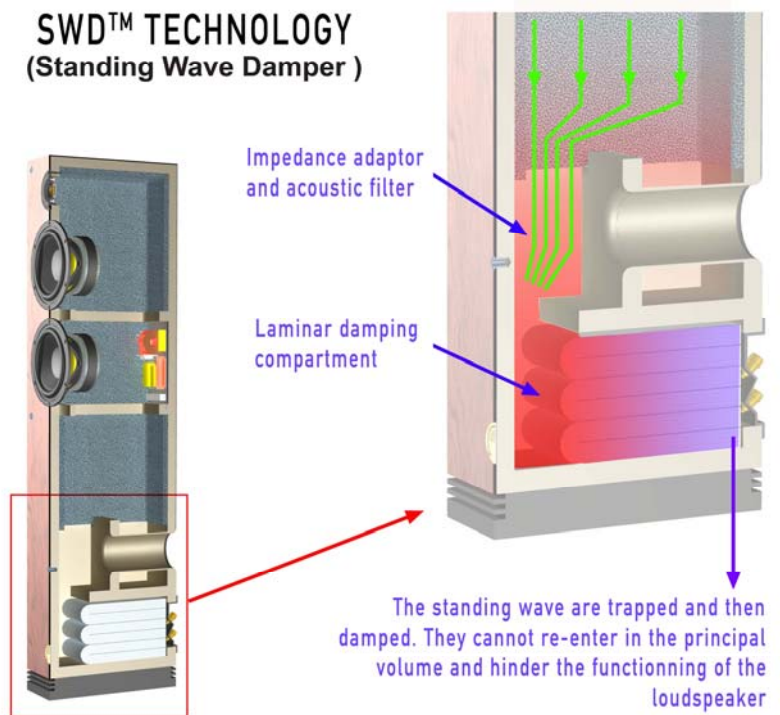 SWD™ TECHNOLOGY
(Standing Wave Damper )
Impedance adaptor
and acoustic filter
Laminar damping
compartment
The standing wave are trapped and then
damped. They cannot re-enter in the principal
volume and hinder the functionning of the
loudspeaker